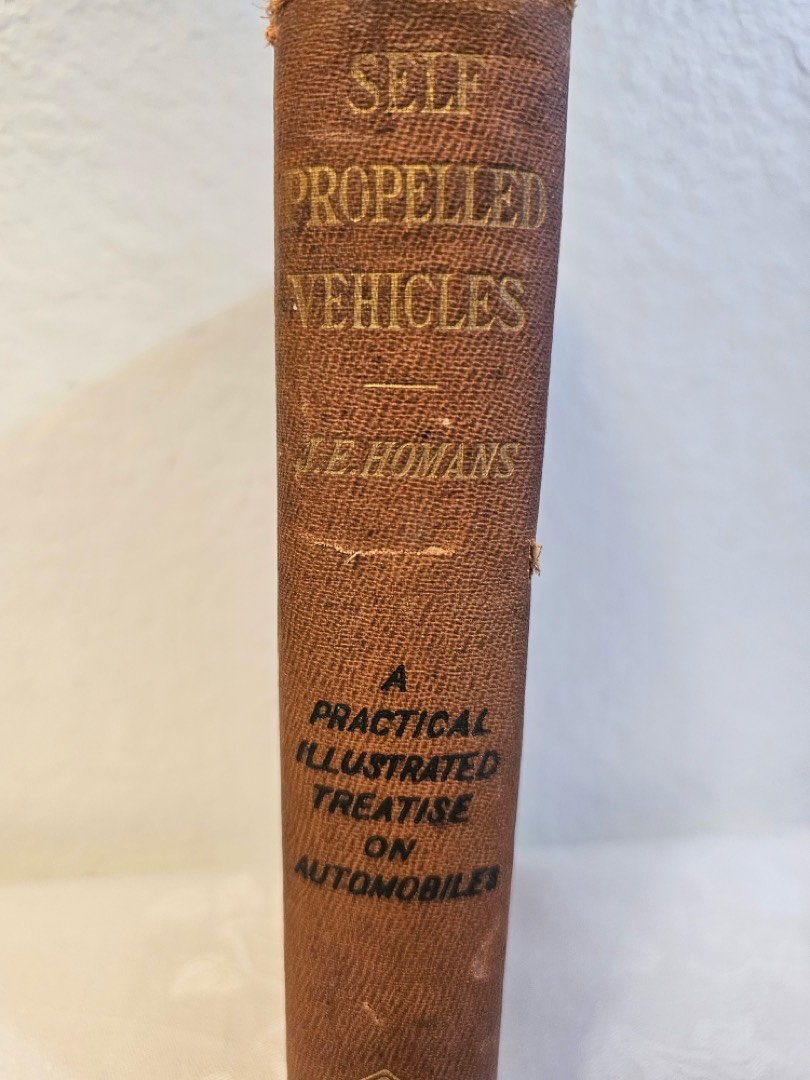 SELF
PROPELLED
VEHICLES
J.E.HOMANS
A
PRACTICAL
ILLUSTRATED
TREATISE
ON
AUTOMOBILES